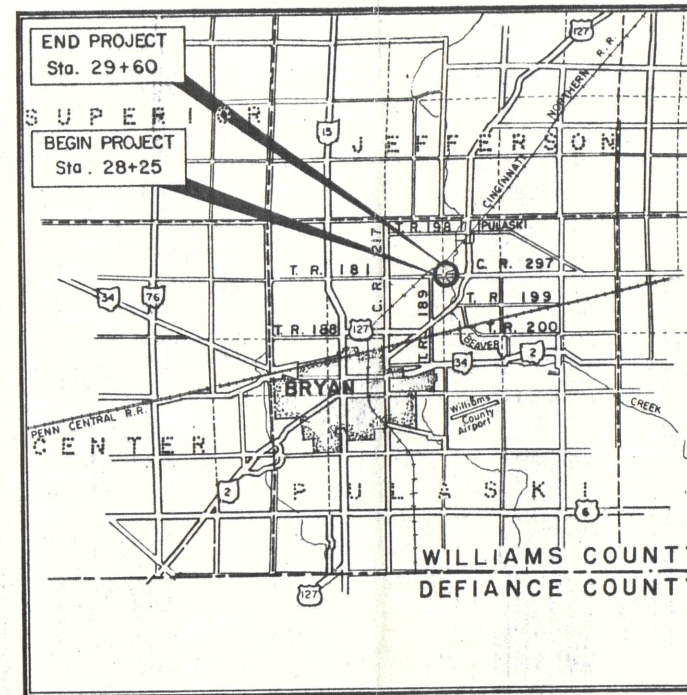 END PROJECT
Sta. 29+60
127
NORTHERN R. R.
SUPERIOR
15
JEFFERSON
BEGIN PROJECT
Sta. 28+25
CINCINNATI
T. R. 198
PULASKI
C. R. 217
T. R. 181
C. R. 297
34
76
T. R. 189
T. R. 199
T. R. 188
127
T. R. 200
BEAVER
34
2
BRYAN
Williams
County
Airport
CREEK
PENN CENTRAL R.R.
CENTER
2
PULASKI
6
WILLIAMS COUNT
DEFIANCE COUNT
127